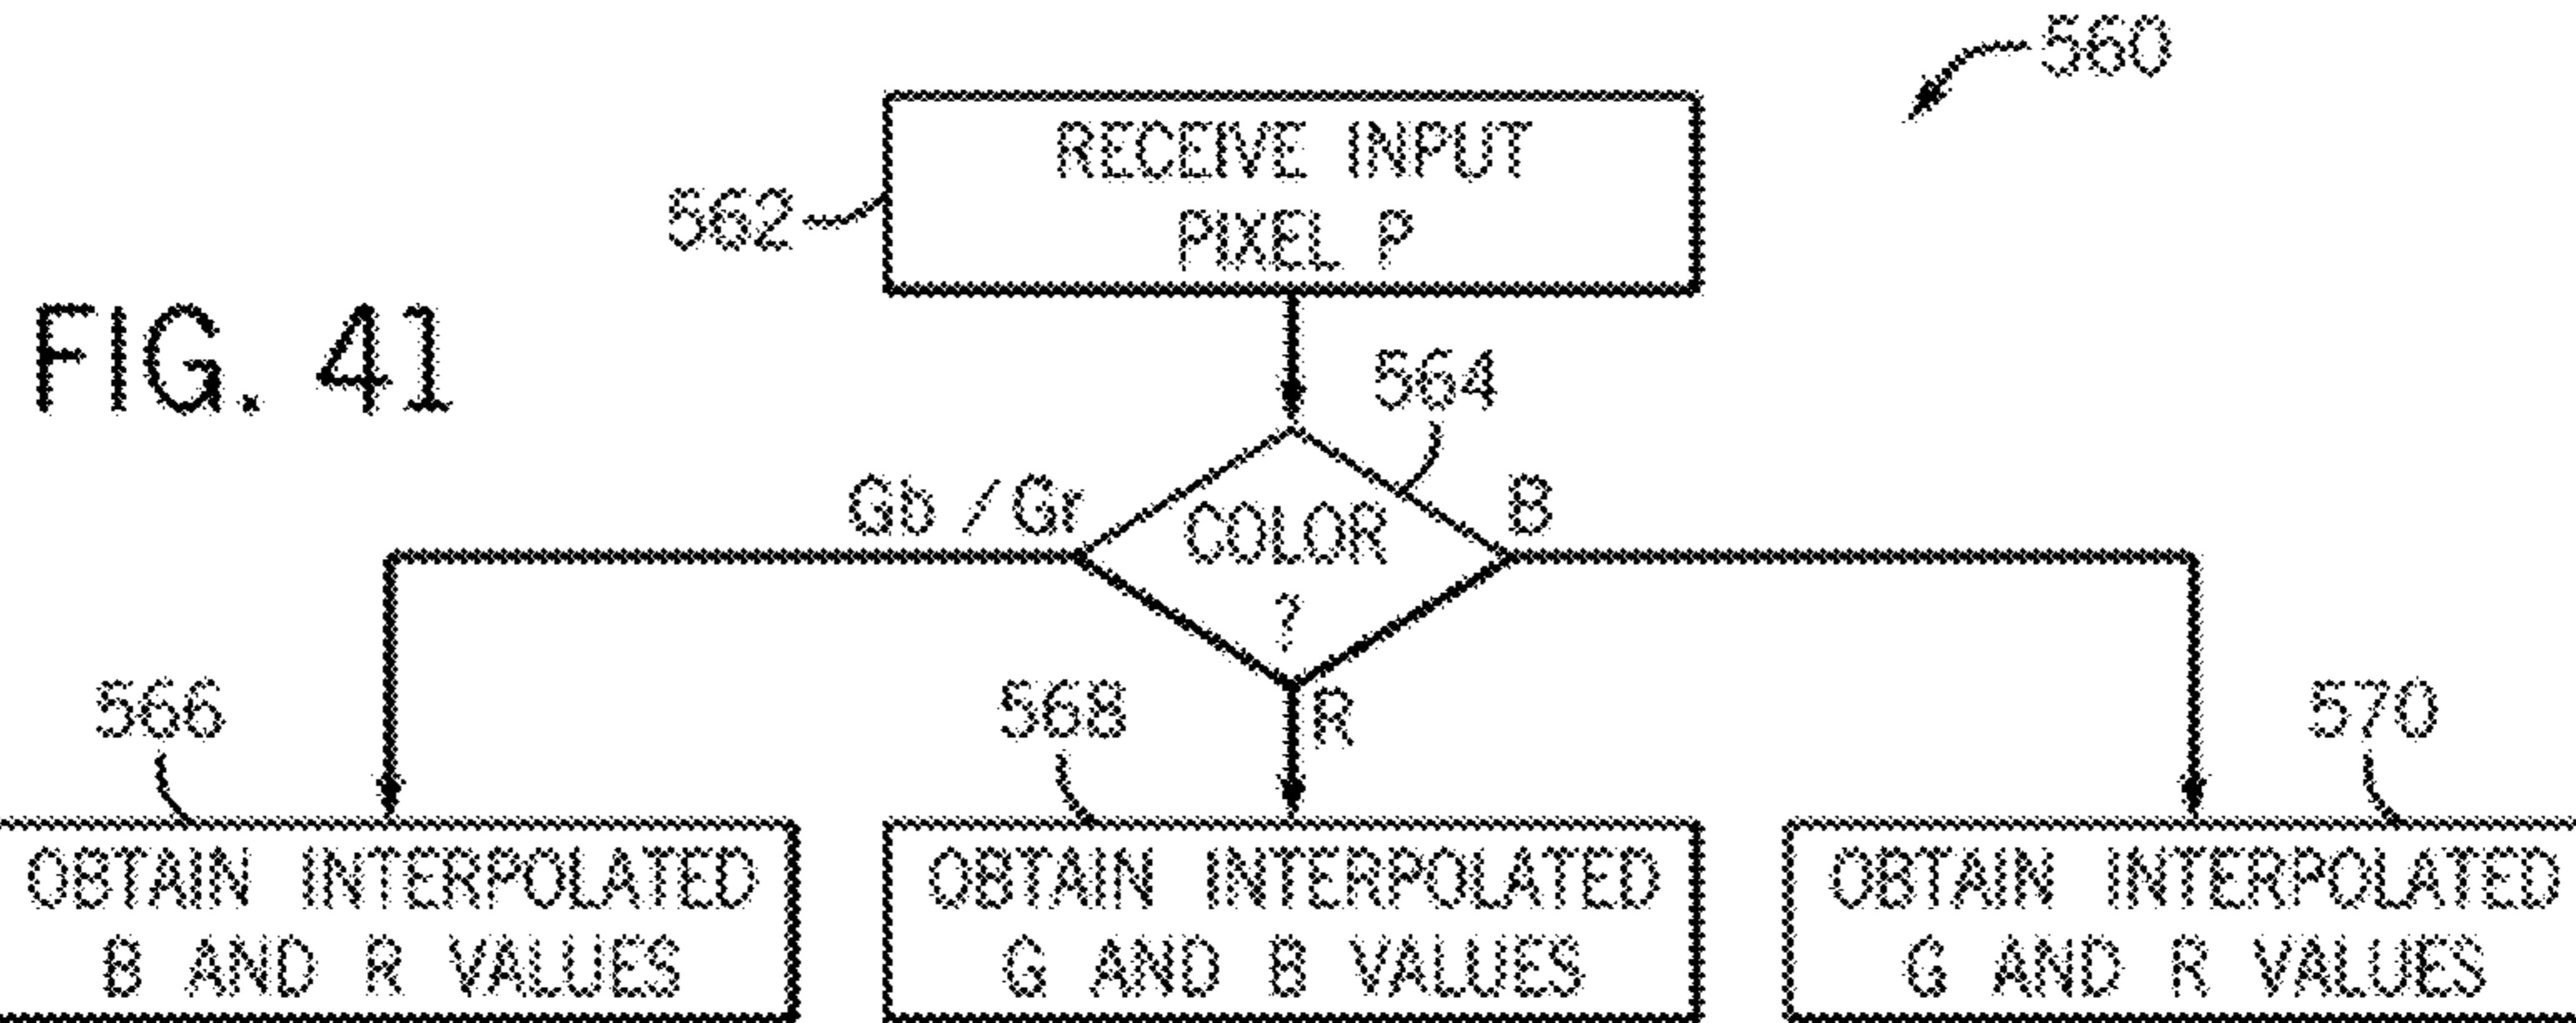 560
RECEIVE INPUT
PIXEL P
562
FIG. 41
564
Gb /Gr
COLOR
?
B
R
566
568
570
OBTAIN INTERPOLATED
B AND R VALUES
OBTAIN INTERPOLATED
G AND B VALUES
OBTAIN INTERPOLATED
G AND R VALUES